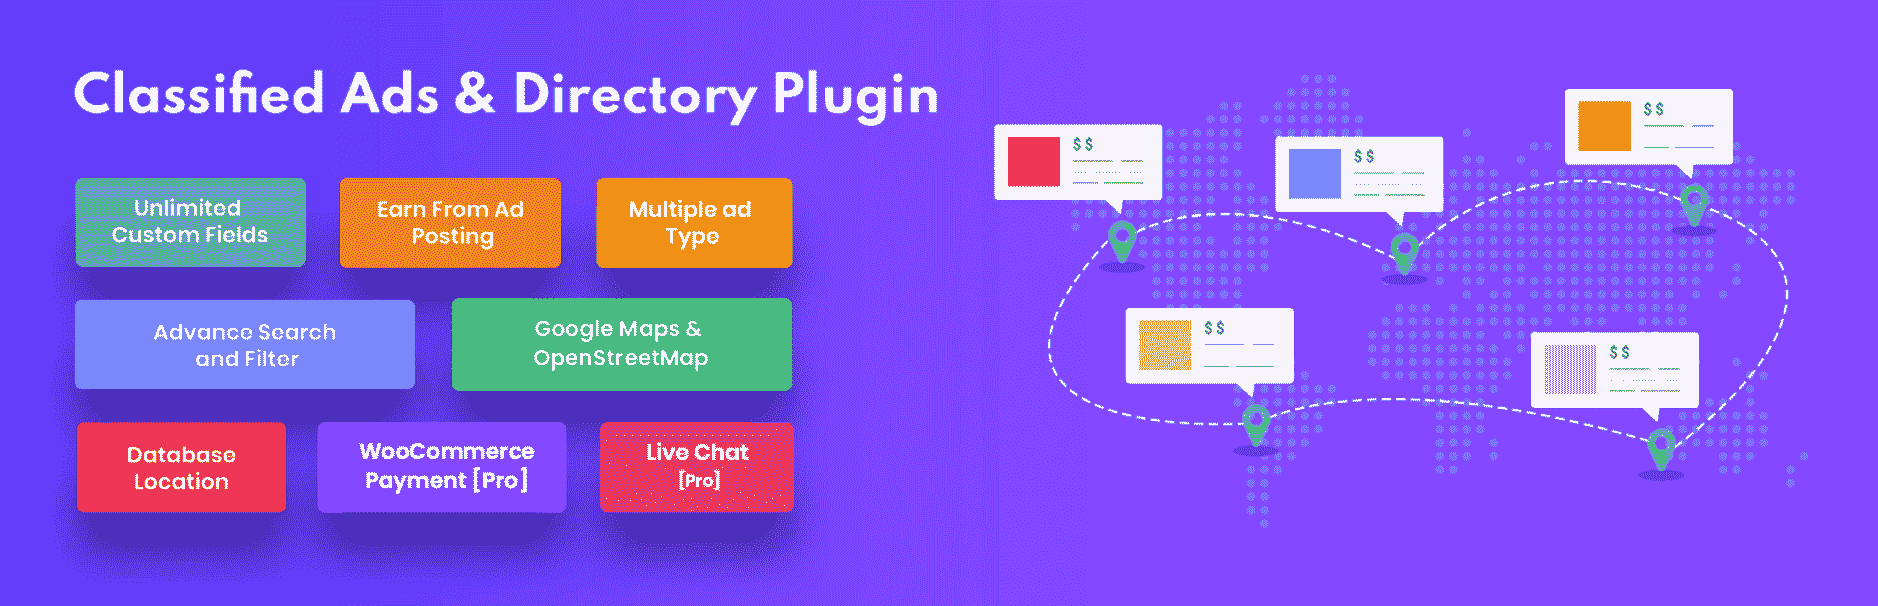 Classified Ads & Directory Plugin
Unlimited
Custom Fields
Earn From Ad
Posting
Multiple ad
Type
Advance Search
and Filter
Google Maps &
OpenStreetMap
Database
Location
WooCommerce
Payment [Pro]
Live Chat
[Pro]
$$
$$
$$
$$
$$